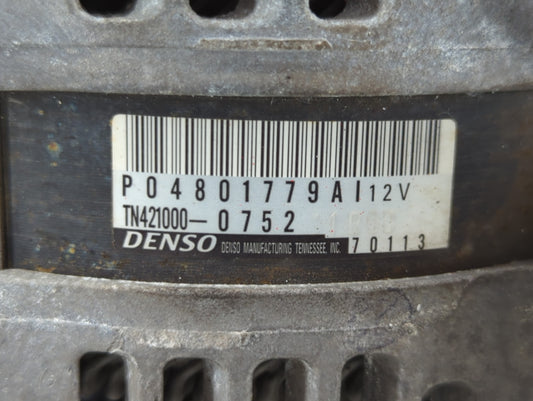 P04801779AI 12V
TN421000-0752
DENSO DENSO MANUFACTURING TENNESSEE, INC. 70113